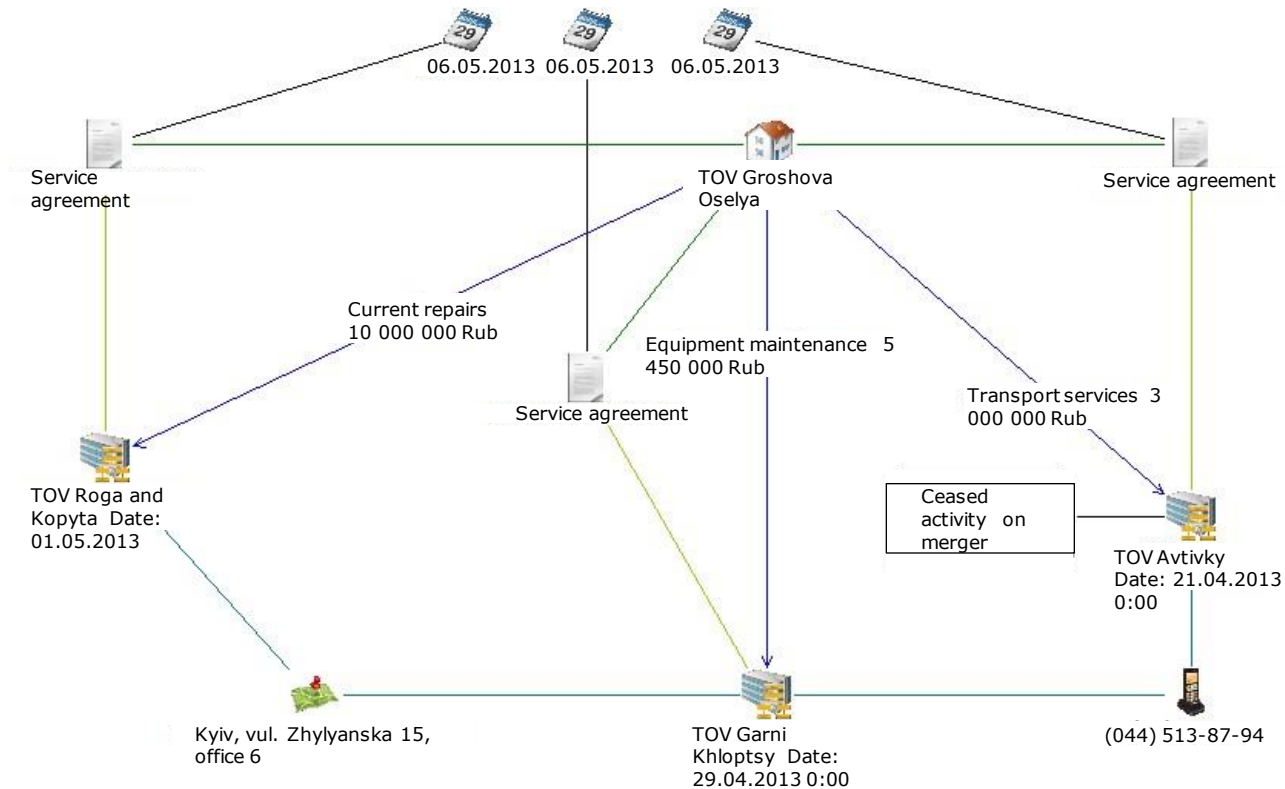 29
29
29
06.05.2013
06.05.2013
06.05.2013
Service
agreement
TOV Groshova
Oselya
Service agreement
Current repairs
10 000 000 Rub
Equipment maintenance 5
450 000 Rub
Transport services 3
000 000 Rub
Service agreement
TOV Roga and
Kopyta Date:
01.05.2013
Ceased
activity on
merger
TOV Avtivky
Date: 21.04.2013
0:00
Kyiv, vul. Zhylyanska 15,
office 6
TOV Garni
Khloptsy Date:
29.04.2013 0:00
(044) 513-87-94